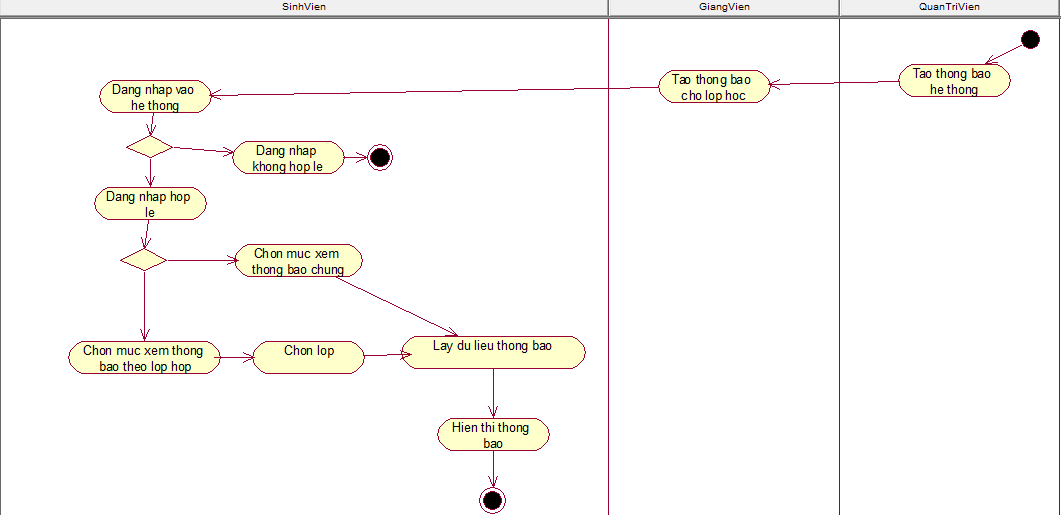 SinhVien
GiangVien
QuanTriVien
Tao thong bao
he thong
Tao thong bao
cho lop hoc
Dang nhap vao
he thong
Dang nhap
khong hop le
Dang nhap hop
le
Chon muc xem
thong bao chung
Chon muc xem thong
bao theo lop hop
Chon lop
Lay du lieu thong bao
Hien thi thong
bao